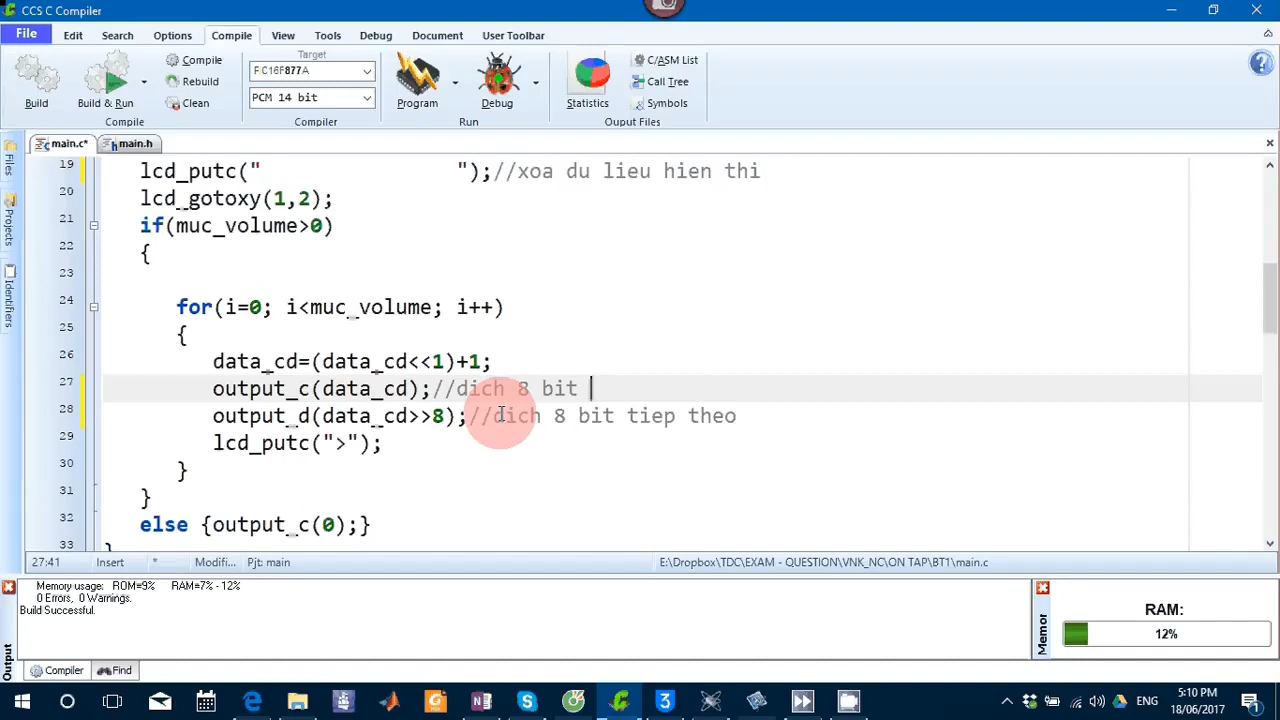 CCS C Compiler
File Edit Search Options Compile View Tools Debug Document User Toolbar
Build
Build & Run
Compile
Rebuild
Clean
Compile
Target
PIC16F877A
PCM 14 bit
Compiler
Program
Debug
Run
Statistics
C/ASM List
Call Tree
Symbols
Ouput Files
main.c*
main.h
Files
Projects
Identifiers
19 lcd_putc("                ");//xoa du lieu hien thi
20 lcd_gotoxy(1,2);
21 if(muc_volume>0)
22 {
23
24 for(i=0; i<muc_volume; i++)
25 {
26 data_cd=(data_cd<<1)+1;
27 output_c(data_cd);//dich 8 bit
28 output_d(data_cd>>8);//dich 8 bit tiep theo
29 lcd_putc(">");
30 }
31 }
32 else {output_c(0);}
33
27:41 Insert * Modifi... Pjt: main E:\Dropbox\TDC\EXAM - QUESTION\VNK_NC\ON TAP\BT1\main.c
Memory usage: ROM=9% RAM=7% - 12%
0 Errors, 0 Warnings.
Build Successful.
Output
Memor
RAM:
12%
Compiler Find
ENG
5:10 PM
18/06/2017